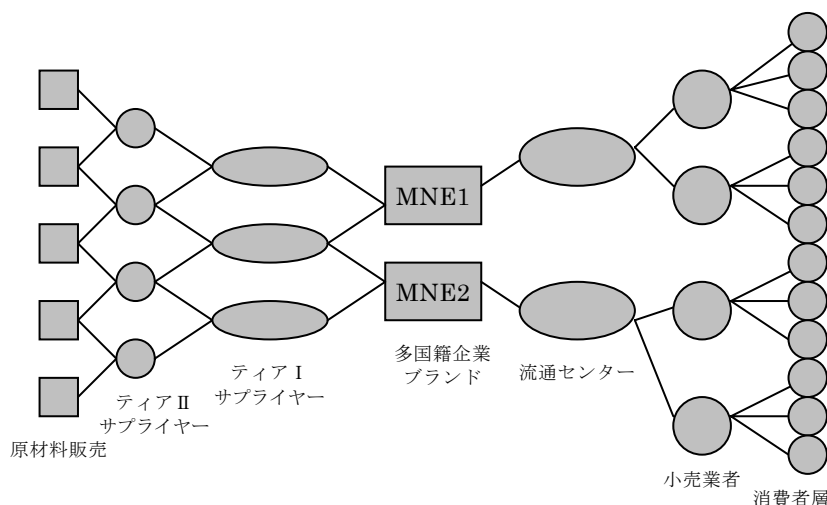 MNE1
MNE2
原材料販売
ティアⅡ
サプライヤー
ティアⅠ
サプライヤー
多国籍企業
ブランド
流通センター
小売業者
消費者層